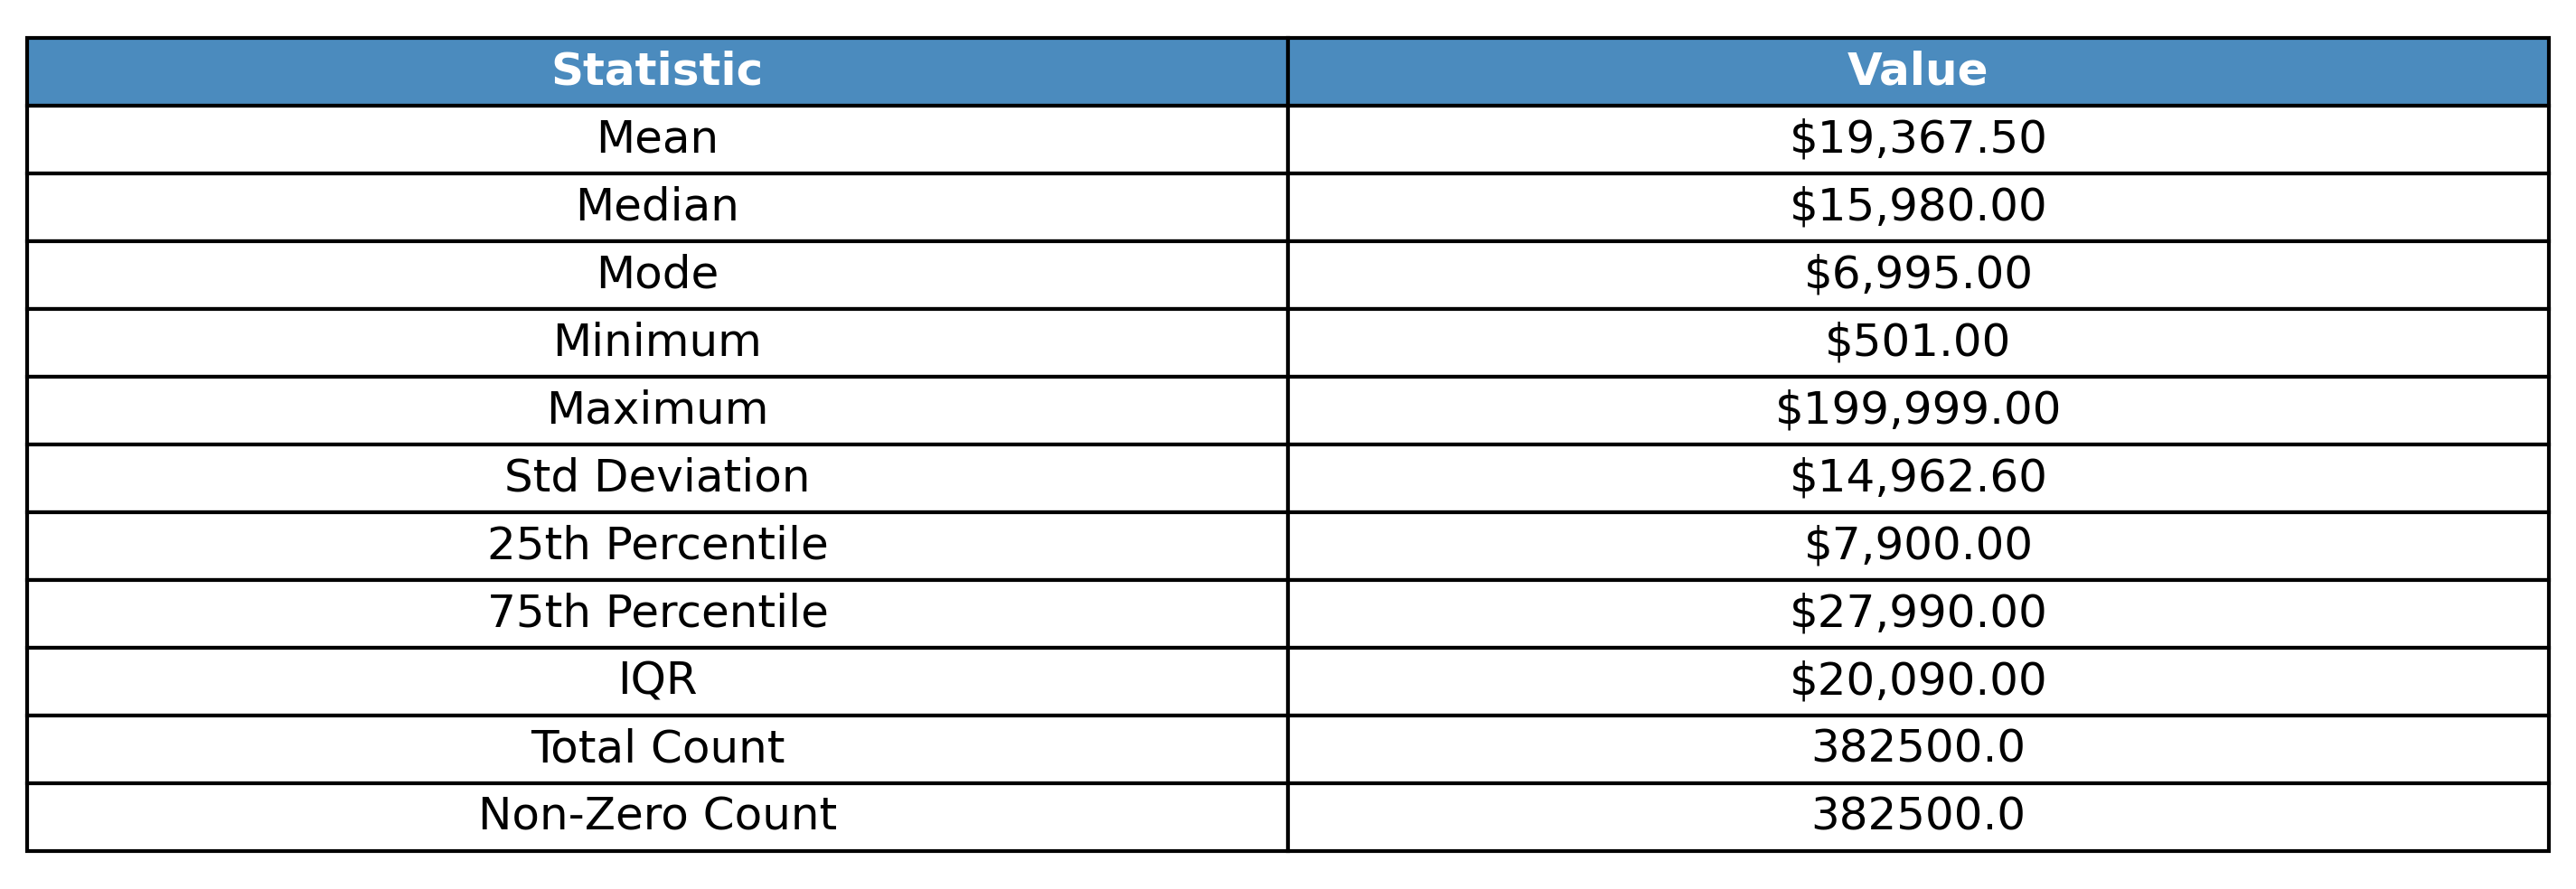 Statistic Value
Mean $19,367.50
Median $15,980.00
Mode $6,995.00
Minimum $501.00
Maximum $199,999.00
Std Deviation $14,962.60
25th Percentile $7,900.00
75th Percentile $27,990.00
IQR $20,090.00
Total Count 382500.0
Non-Zero Count 382500.0